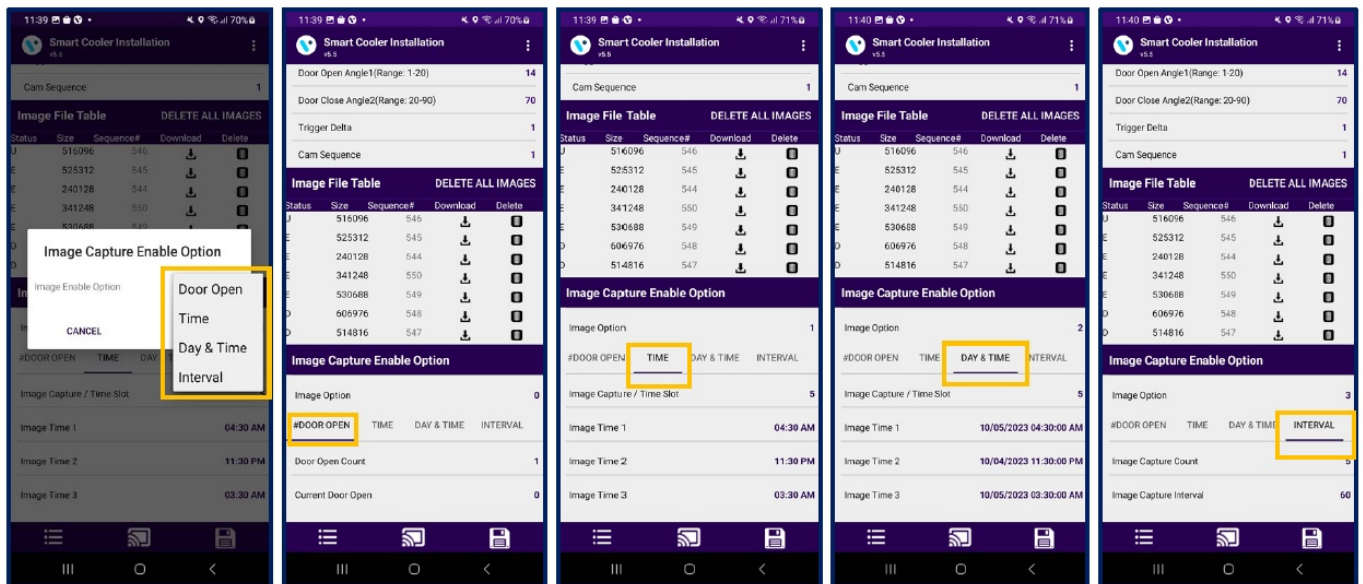 11:39 70%
Smart Cooler Installation
v5.5
Cam Sequence 1
Image File Table DELETE ALL IMAGES
Status Size Sequence# Download Delete
U 516096 546
E 525312 545
E 240128 544
E 341248 550
E 530688 549
Image Capture Enable Option
Image Enable Option
CANCEL
Door Open
Time
Day & Time
Interval
#DOOR OPEN TIME DAY
Image Capture / Time Slot
Image Time 1 04:30 AM
Image Time 2 11:30 PM
Image Time 3 03:30 AM
11:39 70%
Smart Cooler Installation
v5.5
Door Open Angle1(Range: 1-20) 14
Door Close Angle2(Range: 20-90) 70
Trigger Delta 1
Cam Sequence 1
Image File Table DELETE ALL IMAGES
Status Size Sequence# Download Delete
U 516096 546
E 525312 545
E 240128 544
E 341248 550
E 530688 549
D 606976 548
D 514816 547
Image Capture Enable Option
Image Option 0
#DOOR OPEN TIME DAY & TIME INTERVAL
Door Open Count 1
Current Door Open 0
11:39 71%
Smart Cooler Installation
v5.5
Cam Sequence 1
Image File Table DELETE ALL IMAGES
Status Size Sequence# Download Delete
U 516096 546
E 525312 545
E 240128 544
E 341248 550
E 530688 549
D 606976 548
D 514816 547
Image Capture Enable Option
Image Option 1
#DOOR OPEN TIME DAY & TIME INTERVAL
Image Capture / Time Slot 5
Image Time 1 04:30 AM
Image Time 2 11:30 PM
Image Time 3 03:30 AM
11:40 71%
Smart Cooler Installation
v5.5
Cam Sequence 1
Image File Table DELETE ALL IMAGES
Status Size Sequence# Download Delete
U 516096 546
E 525312 545
E 240128 544
E 341248 550
E 530688 549
D 606976 548
D 514816 547
Image Capture Enable Option
Image Option 2
#DOOR OPEN TIME DAY & TIME INTERVAL
Image Capture / Time Slot 5
Image Time 1 10/05/2023 04:30:00 AM
Image Time 2 10/04/2023 11:30:00 PM
Image Time 3 10/05/2023 03:30:00 AM
11:40 71%
Smart Cooler Installation
v5.5
Door Open Angle1(Range: 1-20) 14
Door Close Angle2(Range: 20-90) 70
Trigger Delta 1
Cam Sequence 1
Image File Table DELETE ALL IMAGES
Status Size Sequence# Download Delete
U 516096 546
E 525312 545
E 240128 544
E 341248 550
E 530688 549
D 606976 548
D 514816 547
Image Capture Enable Option
Image Option 3
#DOOR OPEN TIME DAY & TIME INTERVAL
Image Capture Count 5
Image Capture Interval 60